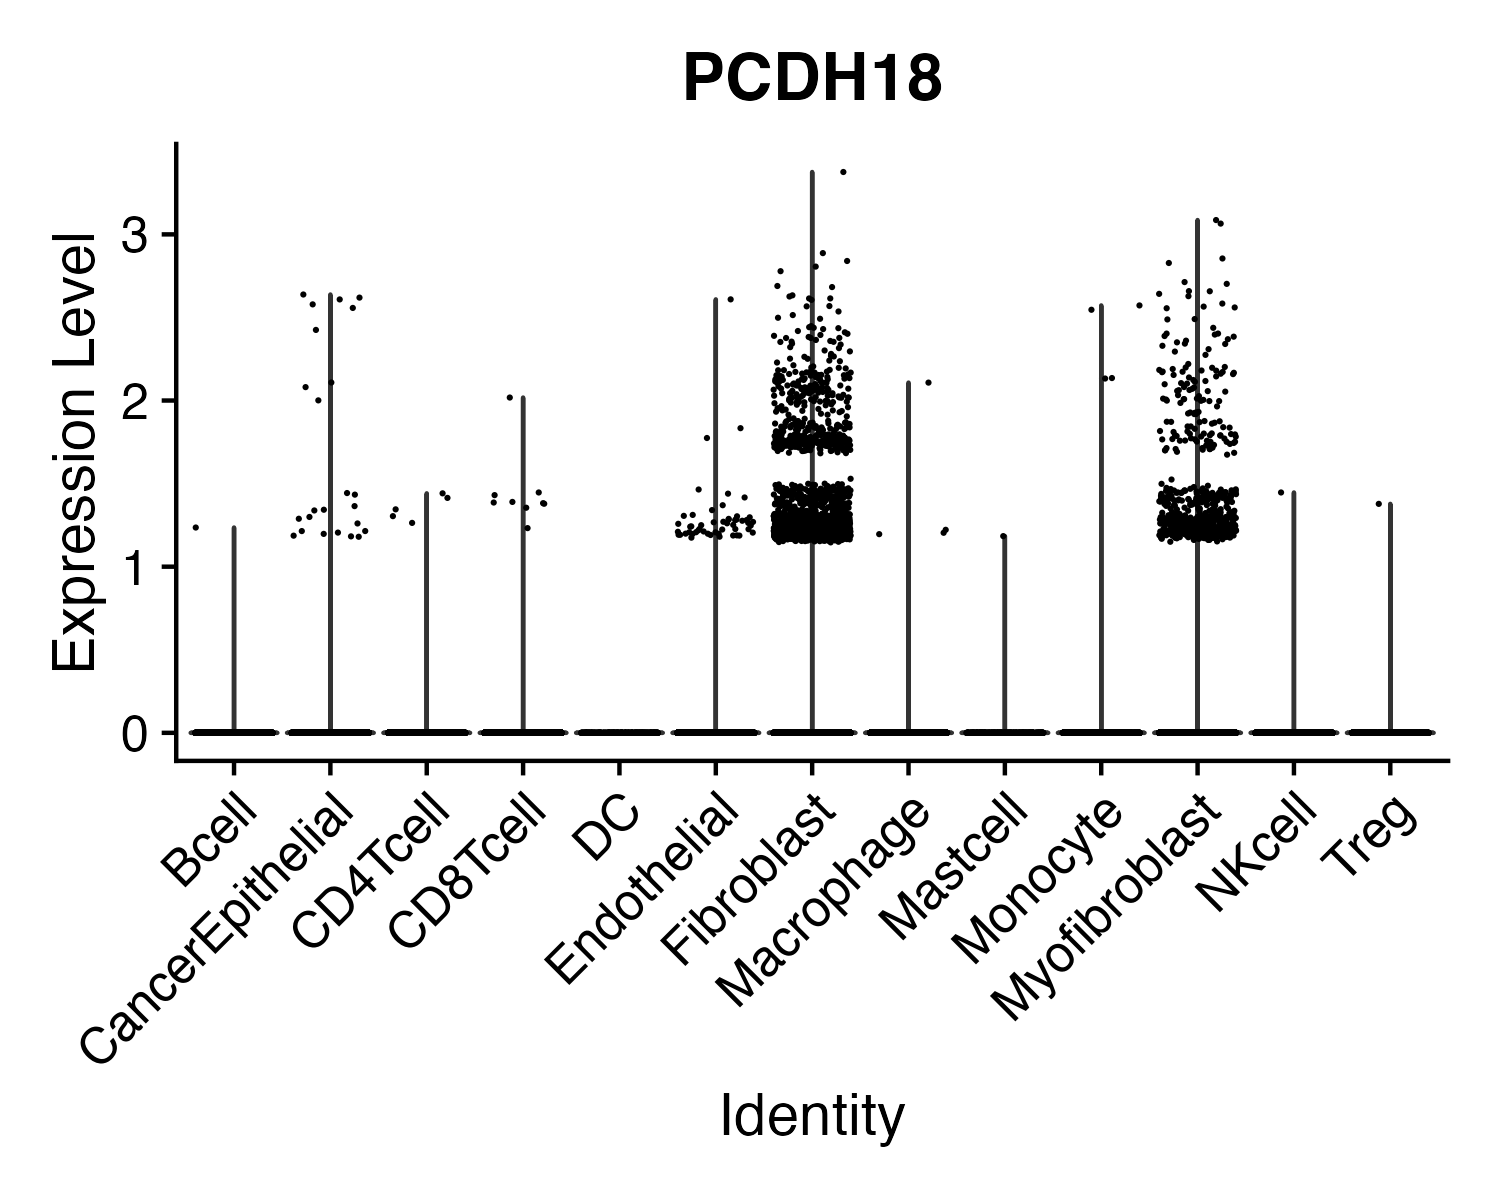 PCDH18
Expression Level
3
2
1
0
Bcell
CancerEpithelial
CD4Tcell
CD8Tcell
DC
Endothelial
Fibroblast
Macrophage
Mastcell
Monocyte
Myofibroblast
NKcell
Treg
Identity